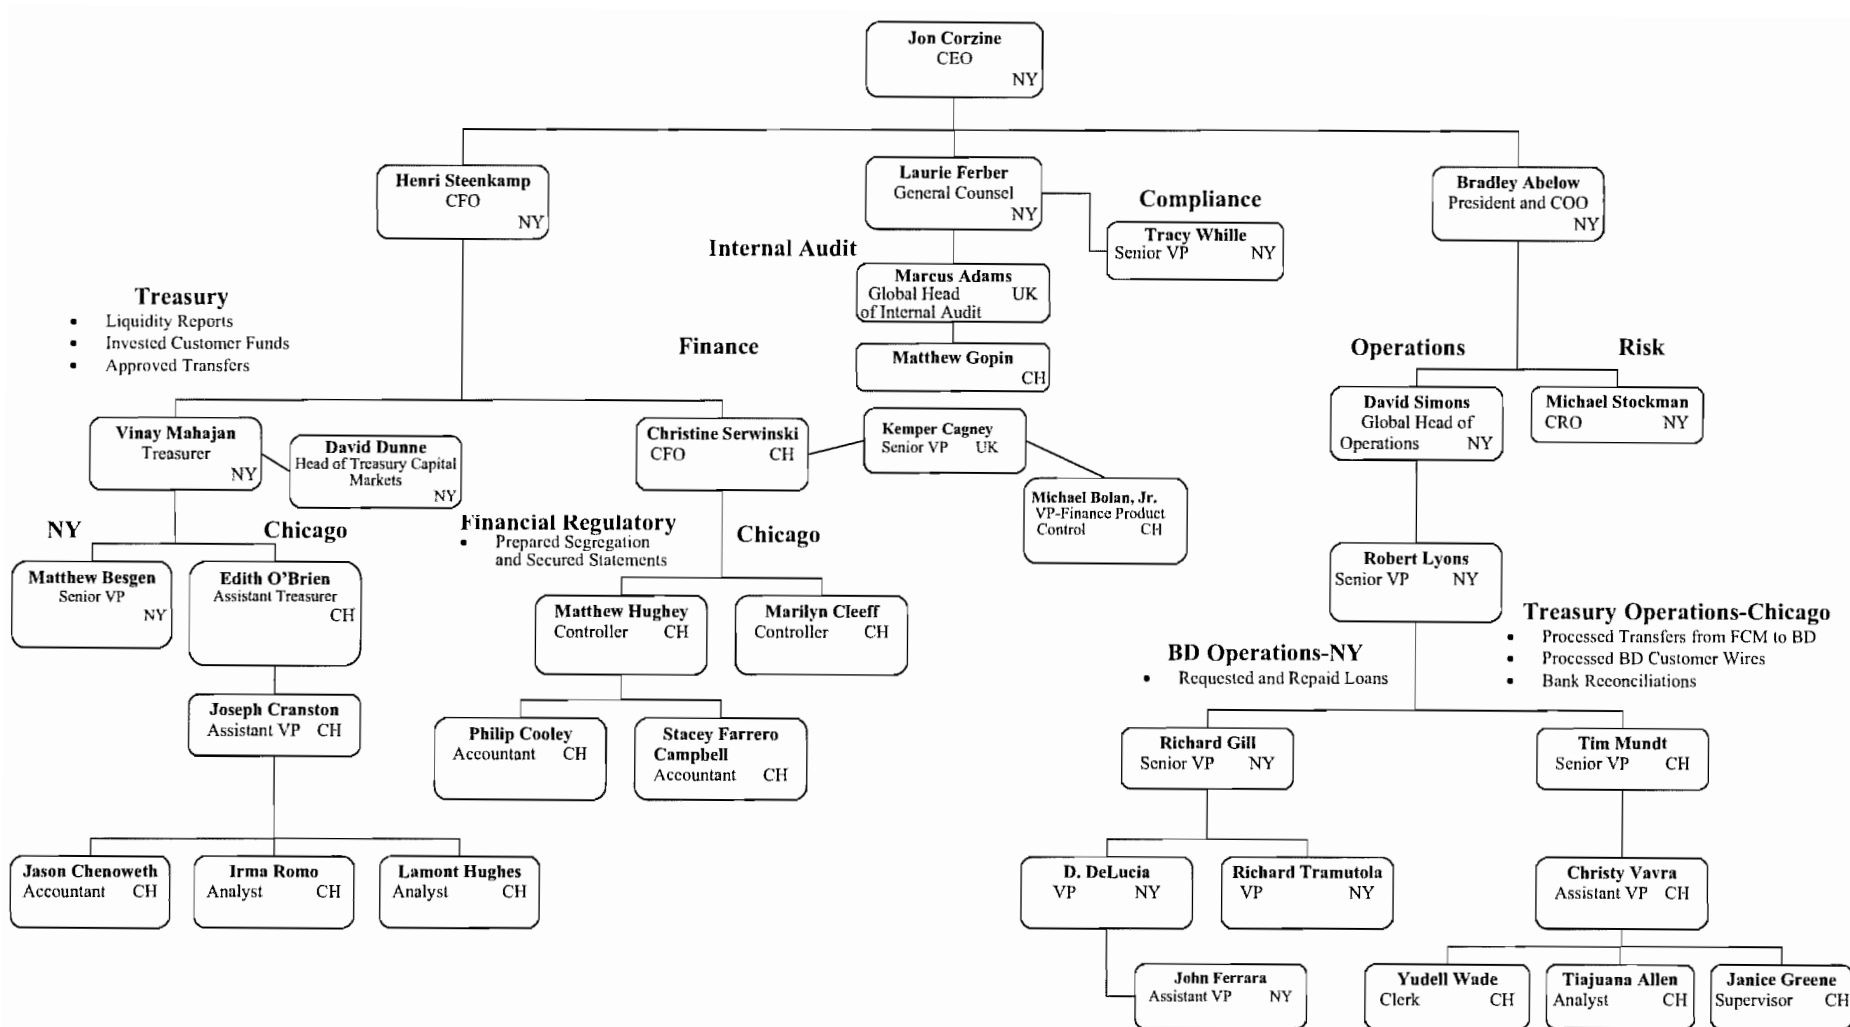 Jon Corzine
CEO
NY
Henri Steenkamp
CFO
NY
Laurie Ferber
General Counsel
NY
Bradley Abelow
President and COO
NY
Compliance
Tracy Whille
Senior VP NY
Internal Audit
Marcus Adams
Global Head UK
of Internal Audit
Matthew Gopin
CH
Treasury
• Liquidity Reports
• Invested Customer Funds
• Approved Transfers
Finance
Operations
Risk
Vinay Mahajan
Treasurer
NY
David Dunne
Head of Treasury Capital
Markets
NY
Christine Serwinski
CFO CH
Kemper Cagney
Senior VP UK
Michael Bolan, Jr.
VP-Finance Product
Control CH
David Simons
Global Head of
Operations NY
Michael Stockman
CRO NY
NY
Chicago
Matthew Besgen
Senior VP
NY
Edith O'Brien
Assistant Treasurer
CH
Financial Regulatory
• Prepared Segregation
and Secured Statements
Chicago
Matthew Hughey
Controller CH
Marilyn Cleeff
Controller CH
Robert Lyons
Senior VP NY
Joseph Cranston
Assistant VP CH
Philip Cooley
Accountant CH
Stacey Farrero
Campbell
Accountant CH
BD Operations-NY
• Requested and Repaid Loans
Treasury Operations-Chicago
• Processed Transfers from FCM to BD
• Processed BD Customer Wires
• Bank Reconciliations
Richard Gill
Senior VP NY
Tim Mundt
Senior VP CH
Jason Chenoweth
Accountant CH
Irma Romo
Analyst CH
Lamont Hughes
Analyst CH
D. DeLucia
VP NY
Richard Tramutola
VP NY
Christy Vavra
Assistant VP CH
John Ferrara
Assistant VP NY
Yudell Wade
Clerk CH
Tiajuana Allen
Analyst CH
Janice Greene
Supervisor CH